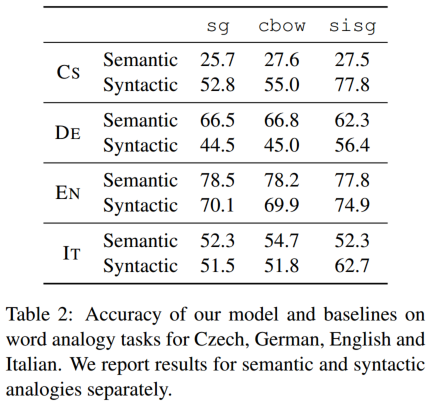 sg cbow sisg
Semantic 25.7 27.6 27.5
CS
Syntactic 52.8 55.0 77.8
Semantic 66.5 66.8 62.3
DE
Syntactic 44.5 45.0 56.4
Semantic 78.5 78.2 77.8
EN
Syntactic 70.1 69.9 74.9
Semantic 52.3 54.7 52.3
IT
Syntactic 51.5 51.8 62.7
Table 2: Accuracy of our model and baselines on
word analogy tasks for Czech, German, English and
Italian. We report results for semantic and syntactic
analogies separately.